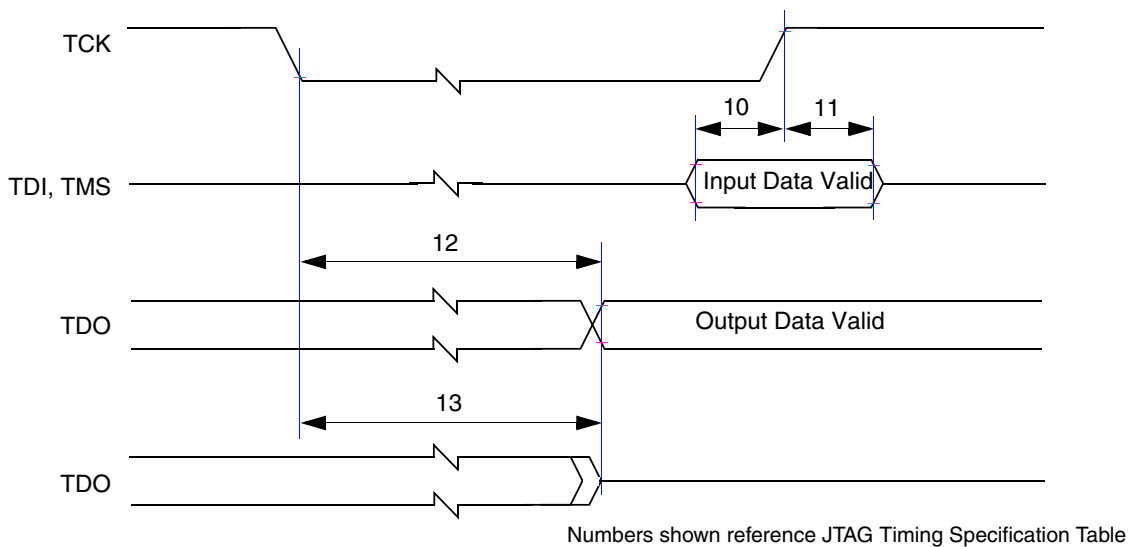 TCK
10
11
TDI, TMS
Input Data Valid
12
TDO
Output Data Valid
13
TDO
Numbers shown reference JTAG Timing Specification Table